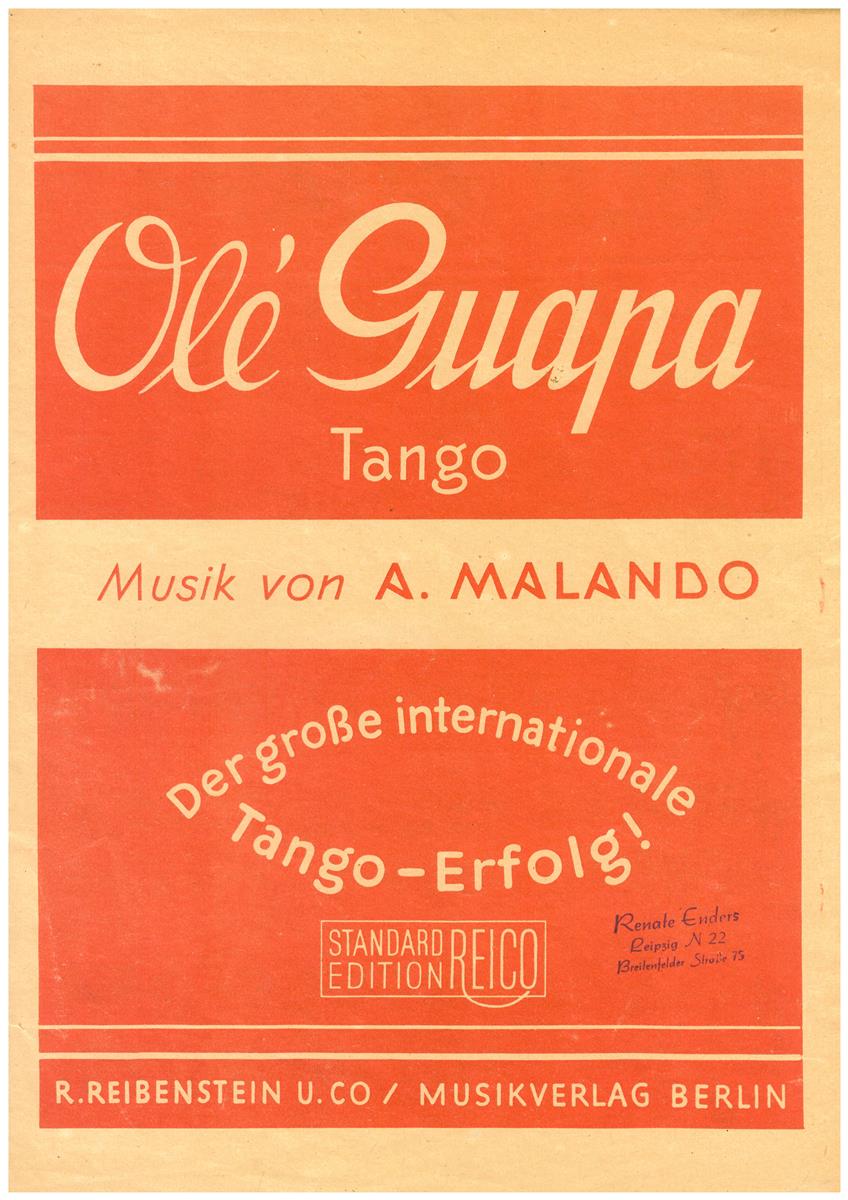 Olé Guapa
Tango
Musik von A. MALANDO
Der große internationale
Tango-Erfolg!
STANDARD
EDITION REICO
Renate Enders
Leipzig N 22
Breitenfelder Straße 75
R. REIBENSTEIN U. CO / MUSIKVERLAG BERLIN